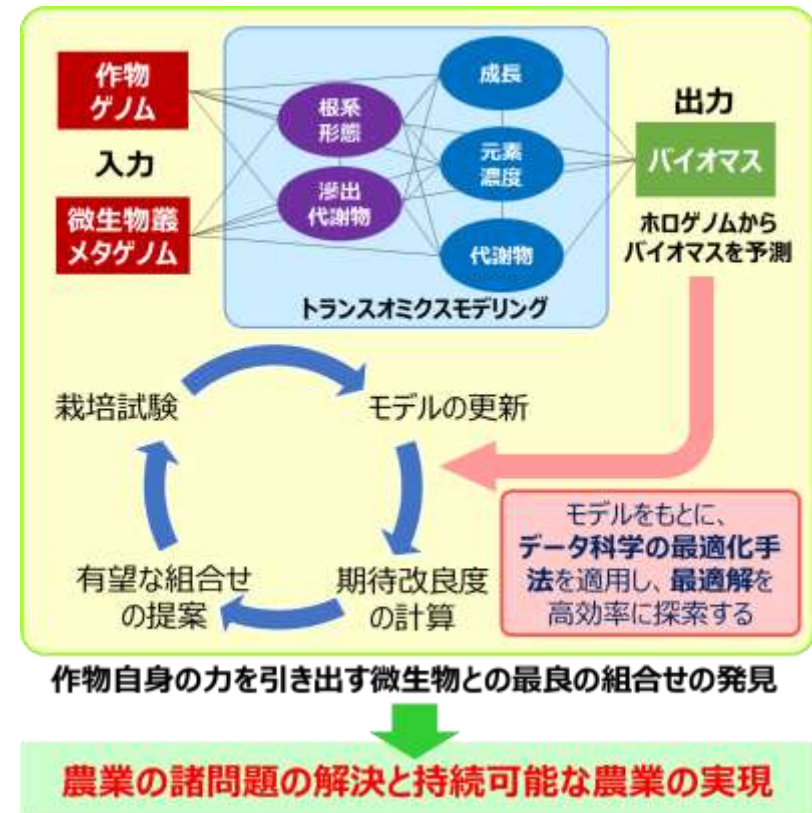 作物
ゲノム
入力
微生物叢
メタゲノム
根系
形態
滲出
代謝物
成長
元素
濃度
代謝物
トランスオミクスモデリング
出力
バイオマス
ホロゲノムから
バイオマスを予測
栽培試験
モデルの更新
有望な組合せ
の提案
期待改良度
の計算
モデルをもとに、
データ科学の最適化手
法を適用し、最適解を
高効率に探索する
作物自身の力を引き出す微生物との最良の組合せの発見
農業の諸問題の解決と持続可能な農業の実現